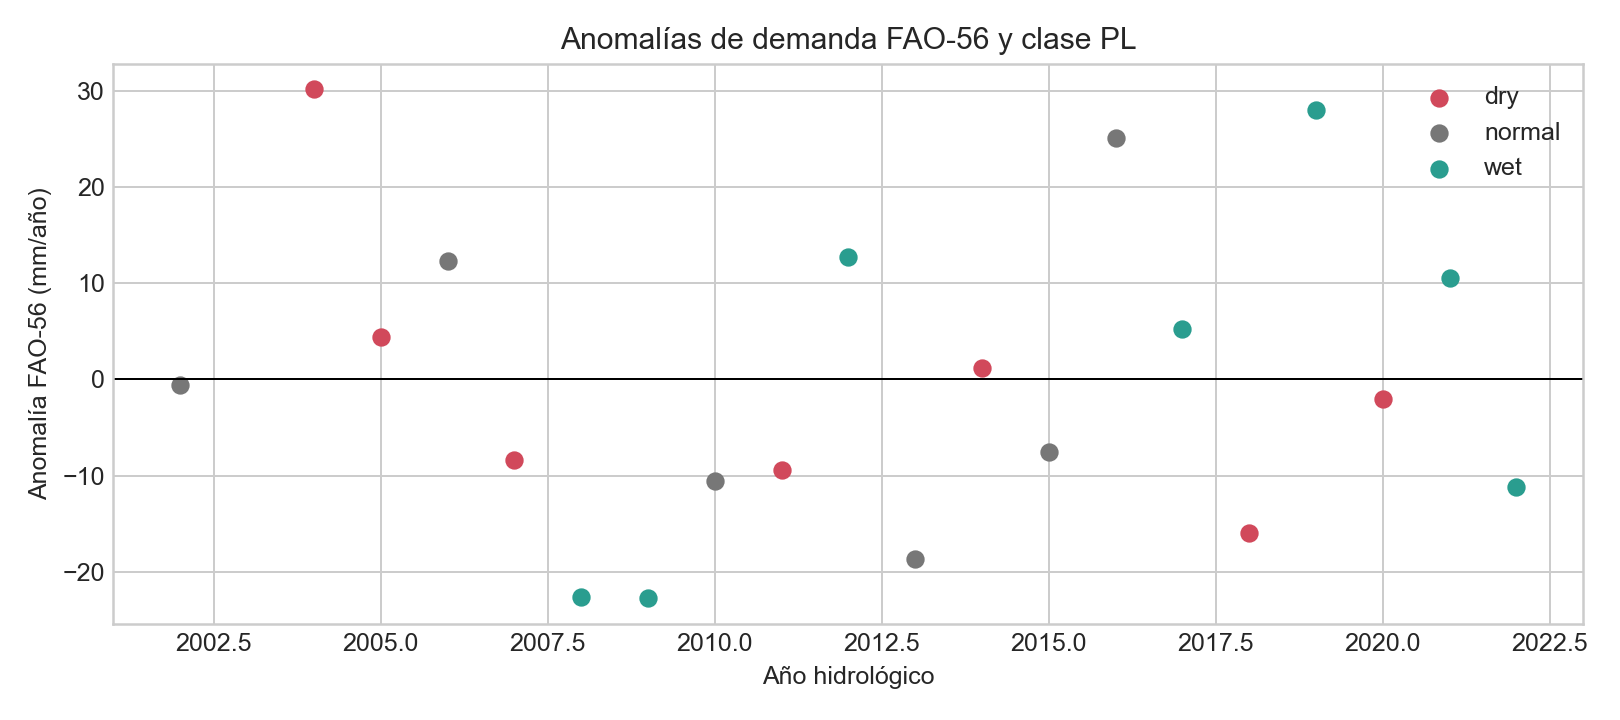 Anomalías de demanda FAO-56 y clase PL
Anomalía FAO-56 (mm/año)
30
20
10
0
−10
−20
dry
normal
wet
2002.5 2005.0 2007.5 2010.0 2012.5 2015.0 2017.5 2020.0 2022.5
Año hidrológico